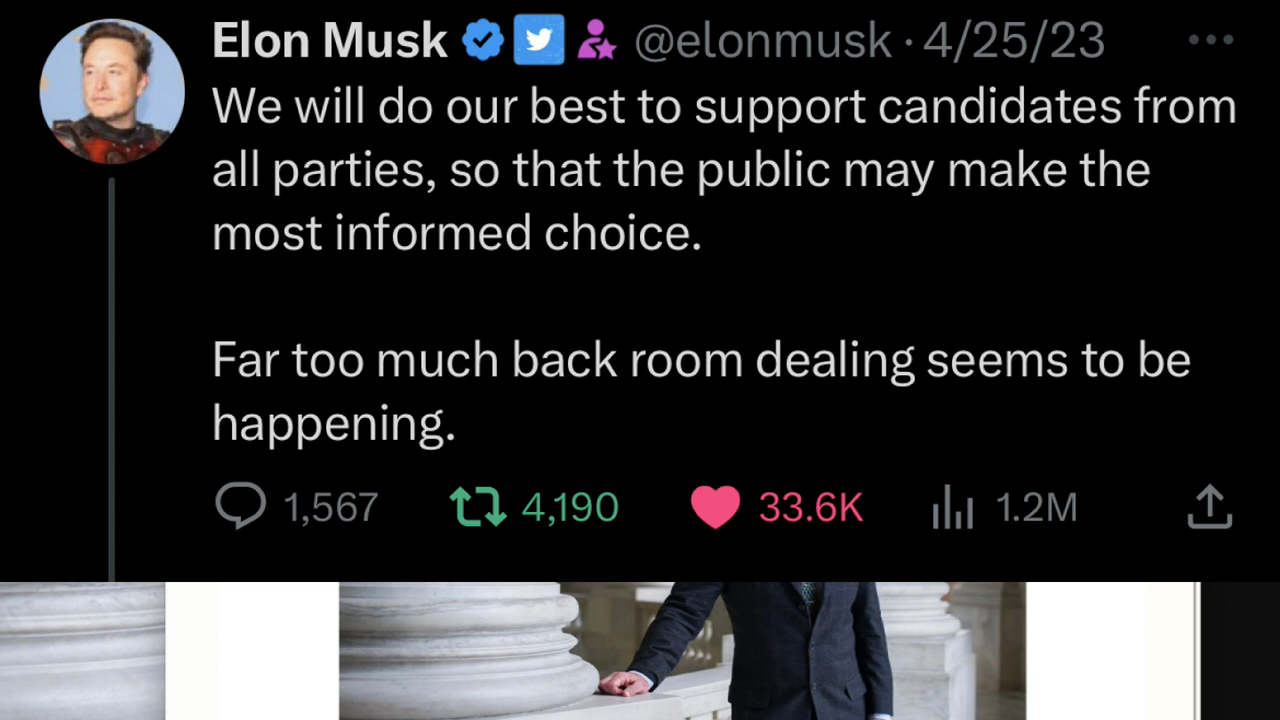 Elon Musk @elonmusk · 4/25/23
We will do our best to support candidates from
all parties, so that the public may make the
most informed choice.
Far too much back room dealing seems to be
happening.
1,567 4,190 33.6K 1.2M